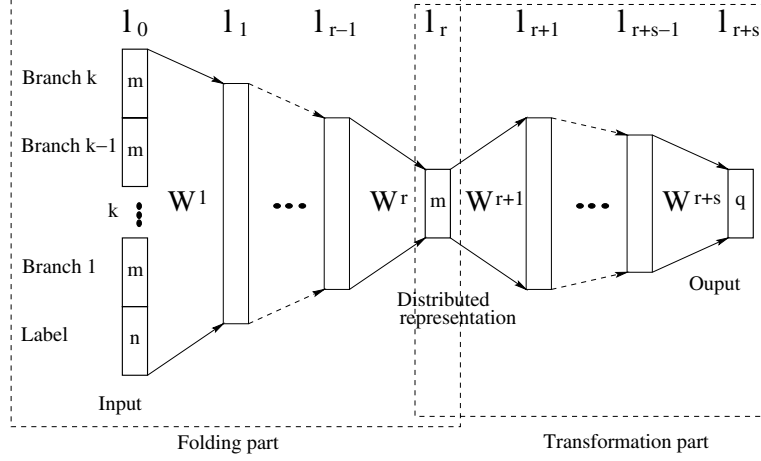 l0 l1 lr−1 lr lr+1 lr+s−1 lr+s
Branch k m
Branch k−1 m
k W1 ... Wr m Wr+1 ... Wr+s q
Branch 1 m
Label n
Distributed
representation
Ouput
Input
Folding part
Transformation part